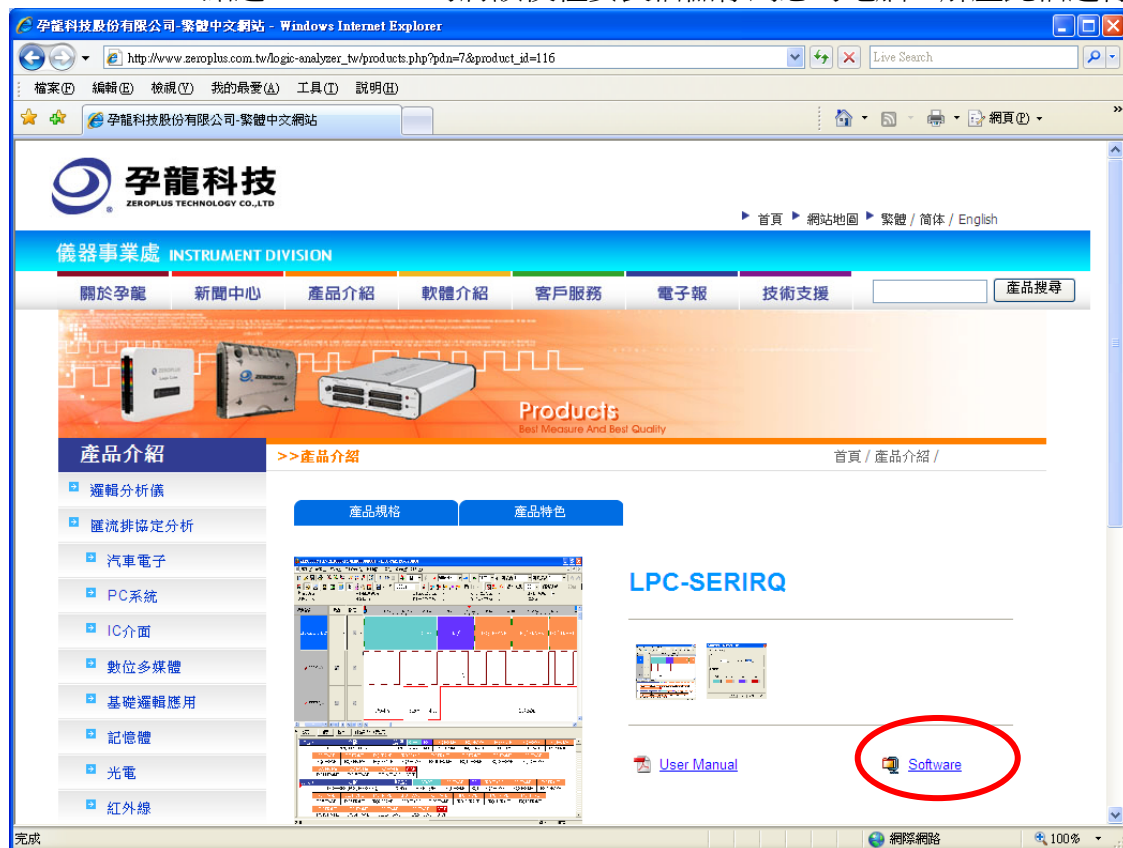 孕龍科技股份有限公司-繁體中文網站 - Windows Internet Explorer
http://www.zeroplus.com.tw/logic-analyzer_tw/products.php?pdn=7&product_id=116
Live Search
檔案(F) 編輯(E) 檢視(V) 我的最愛(A) 工具(T) 說明(H)
孕龍科技股份有限公司-繁體中文網站
網頁(P)
孕龍科技
ZEROPLUS TECHNOLOGY CO.,LTD
首頁 網站地圖 繁體 / 简体 / English
儀器事業處 INSTRUMENT DIVISION
關於孕龍 新聞中心 產品介紹 軟體介紹 客戶服務 電子報 技術支援 產品搜尋
Products
Best Measure And Best Quality
產品介紹
>>產品介紹
首頁 / 產品介紹 /
邏輯分析儀
匯流排協定分析
汽車電子
PC系統
IC介面
數位多媒體
基礎邏輯應用
記憶體
光電
紅外線
產品規格 產品特色
LPC-SERIRQ
User Manual Software
完成
網際網路
100%